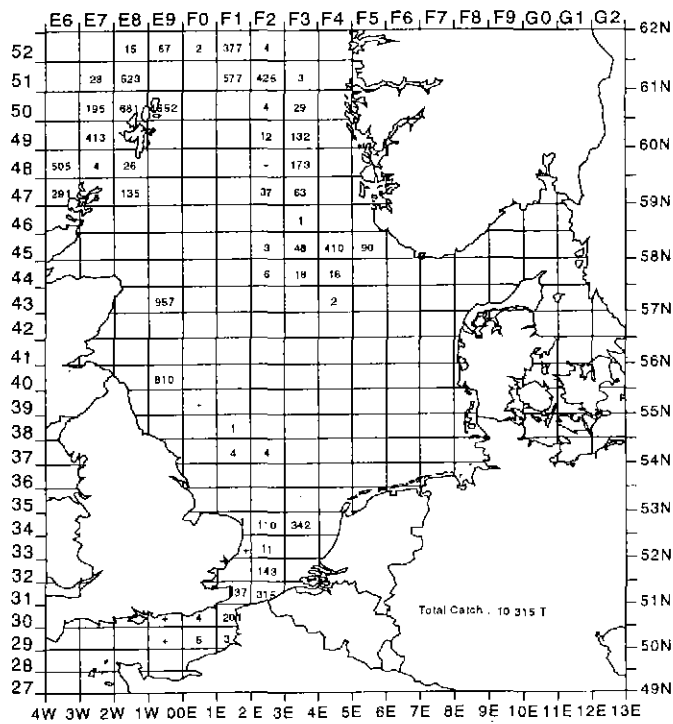 E6 E7 E8 E9 F0 F1 F2 F3 F4 F5 F6 F7 F8 F9 G0 G1 G2
62N
52 15 67 2 377 4
51 28 623 577 426 3 61N
50 195 681 4 29
49 413 12 132 60N
48 505 4 26 - 173
47 291 135 37 63 59N
46 1
45 3 48 410 90 58N
44 6 18 16
43 957 2 57N
42
41 56N
40 810
39 + 55N
38 1
37 4 4 54N
36
35 53N
34 110 342
33 + 11 52N
32 143
31 37 315 51N
Total Catch . 10 315 T
30 + 4 201
29 + 5 3 50N
28
27 49N
4W 3W 2W 1W 00E 1E 2E 3E 4E 5E 6E 7E 8E 9E 10E 11E 12E 13E